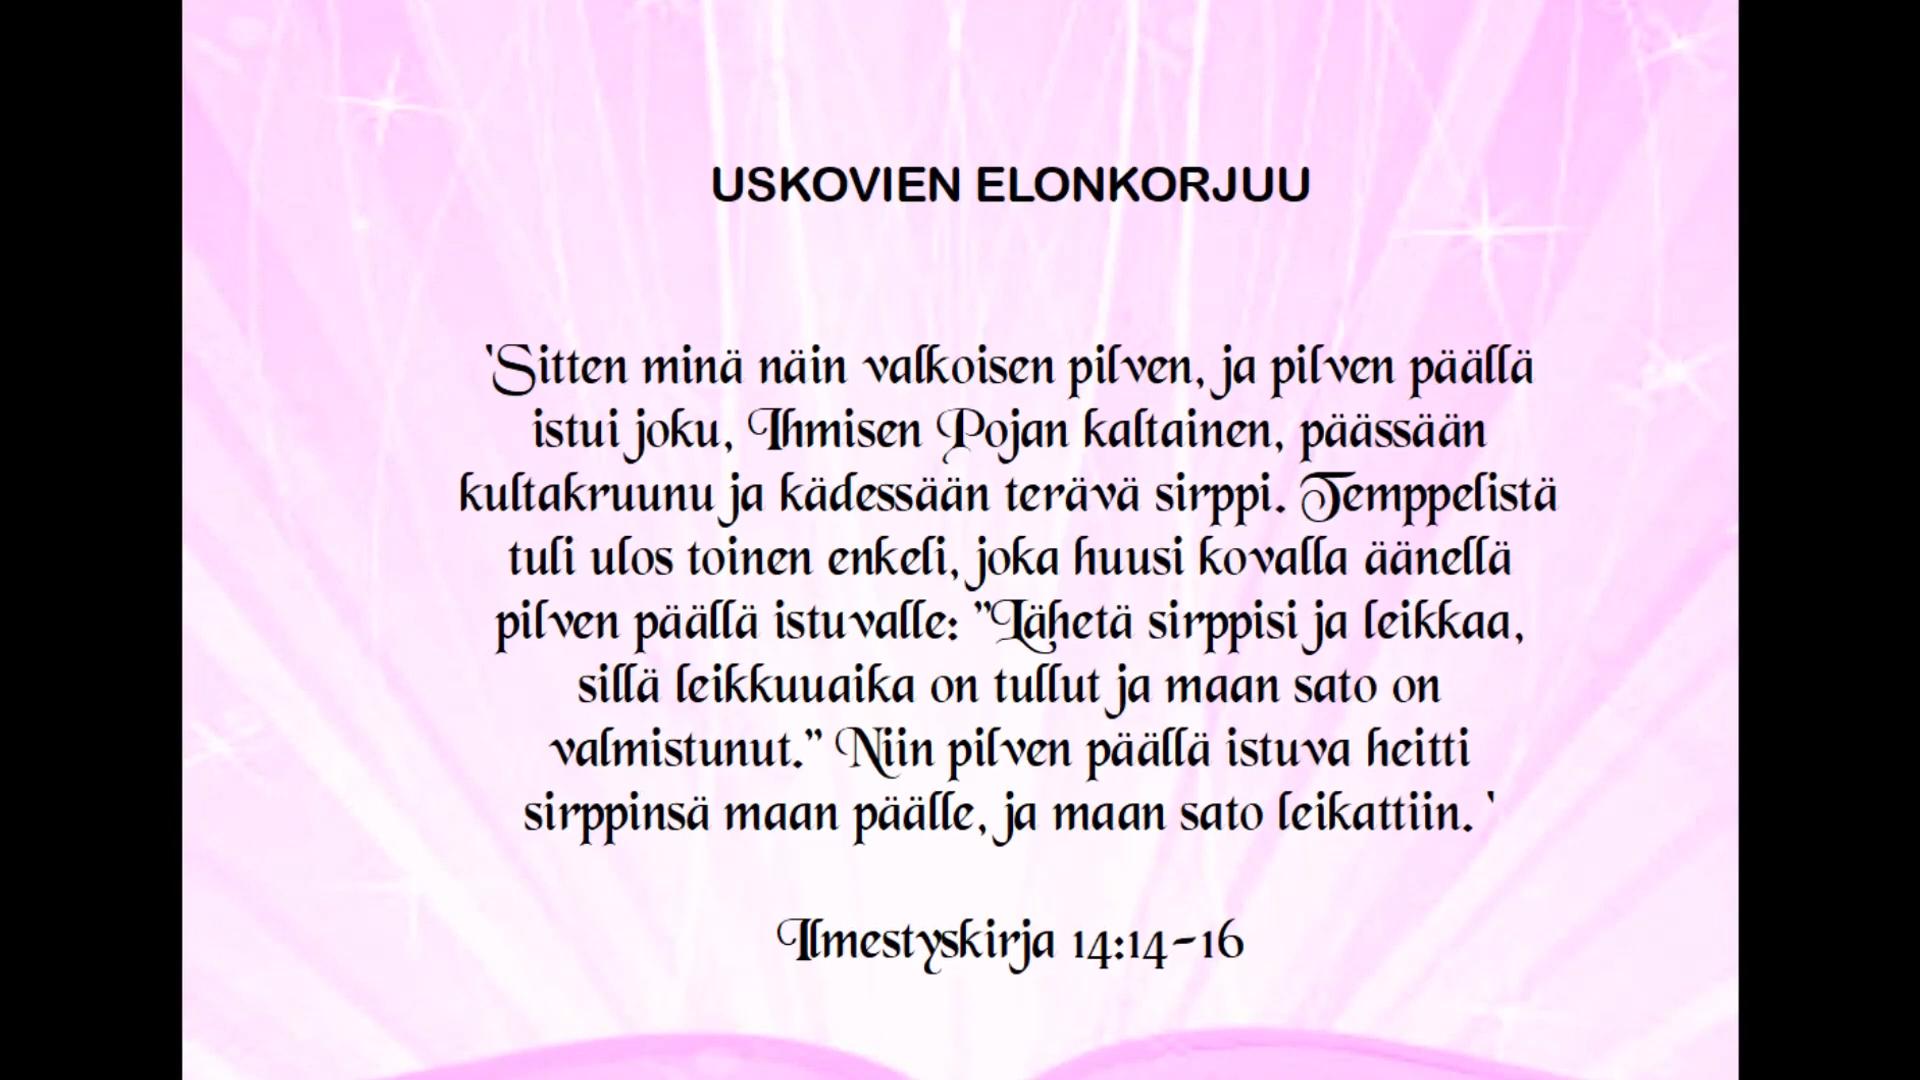 USKOVIEN ELONKORJUU
'Sitten minä näin valkoisen pilven, ja pilven päällä
istui joku, Ihmisen Pojan kaltainen, päässään
kultakruunu ja kädessään terävä sirppi. Temppelistä
tuli ulos toinen enkeli, joka huusi kovalla äänellä
pilven päällä istuvalle: ”Lähetä sirppisi ja leikkaa,
sillä leikkuuaika on tullut ja maan sato on
valmistunut.” Niin pilven päällä istuva heitti
sirppinsä maan päälle, ja maan sato leikattiin. '
Ilmestyskirja 14:14-16